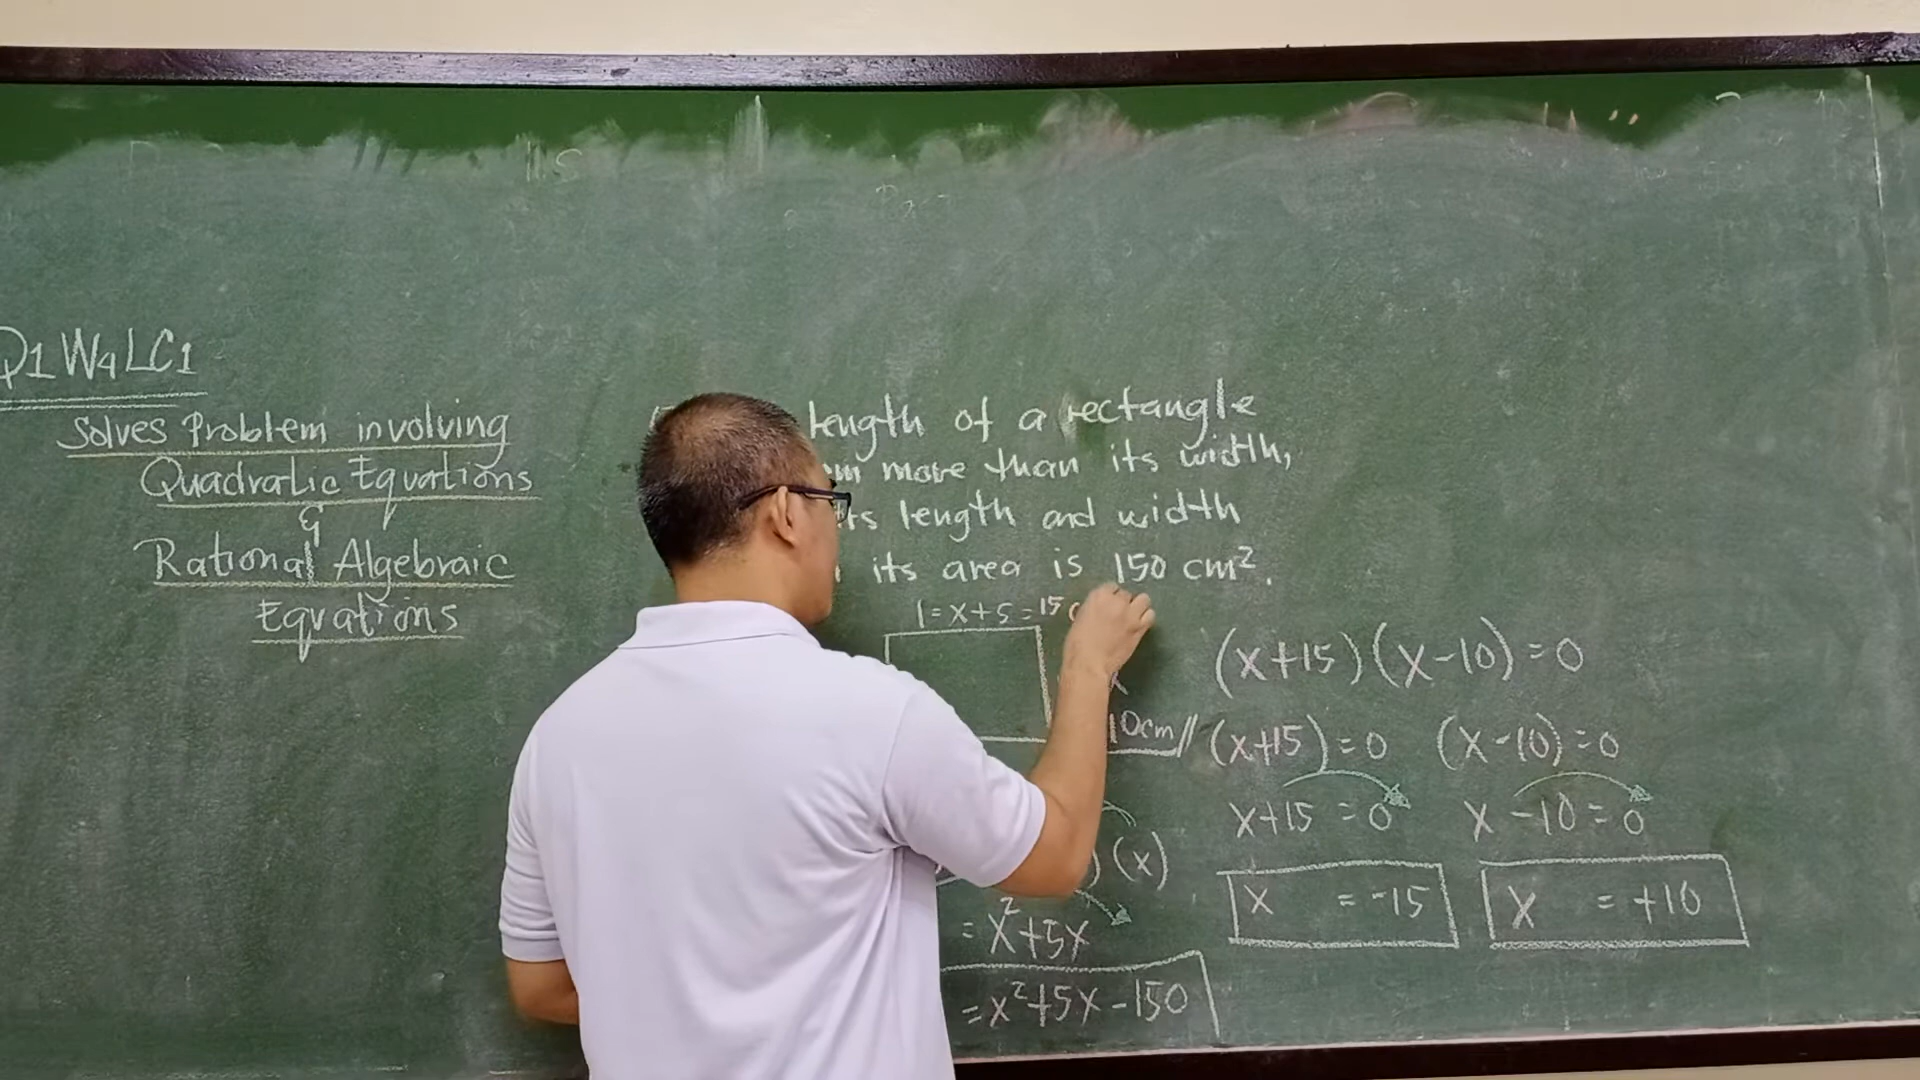 Q1 W4 LC1
Solves Problem involving
Quadratic Equations
&
Rational Algebraic
Equations
length of a rectangle
cm more than its width,
its length and width
its area is 150 cm².
l = x+5 = 15
10cm//
(x)
= x²+5x
= x²+5x-150
(x+15)(x-10)=0
(x+15)=0 (x-10)=0
x+15=0 x-10=0
x = -15 x = +10